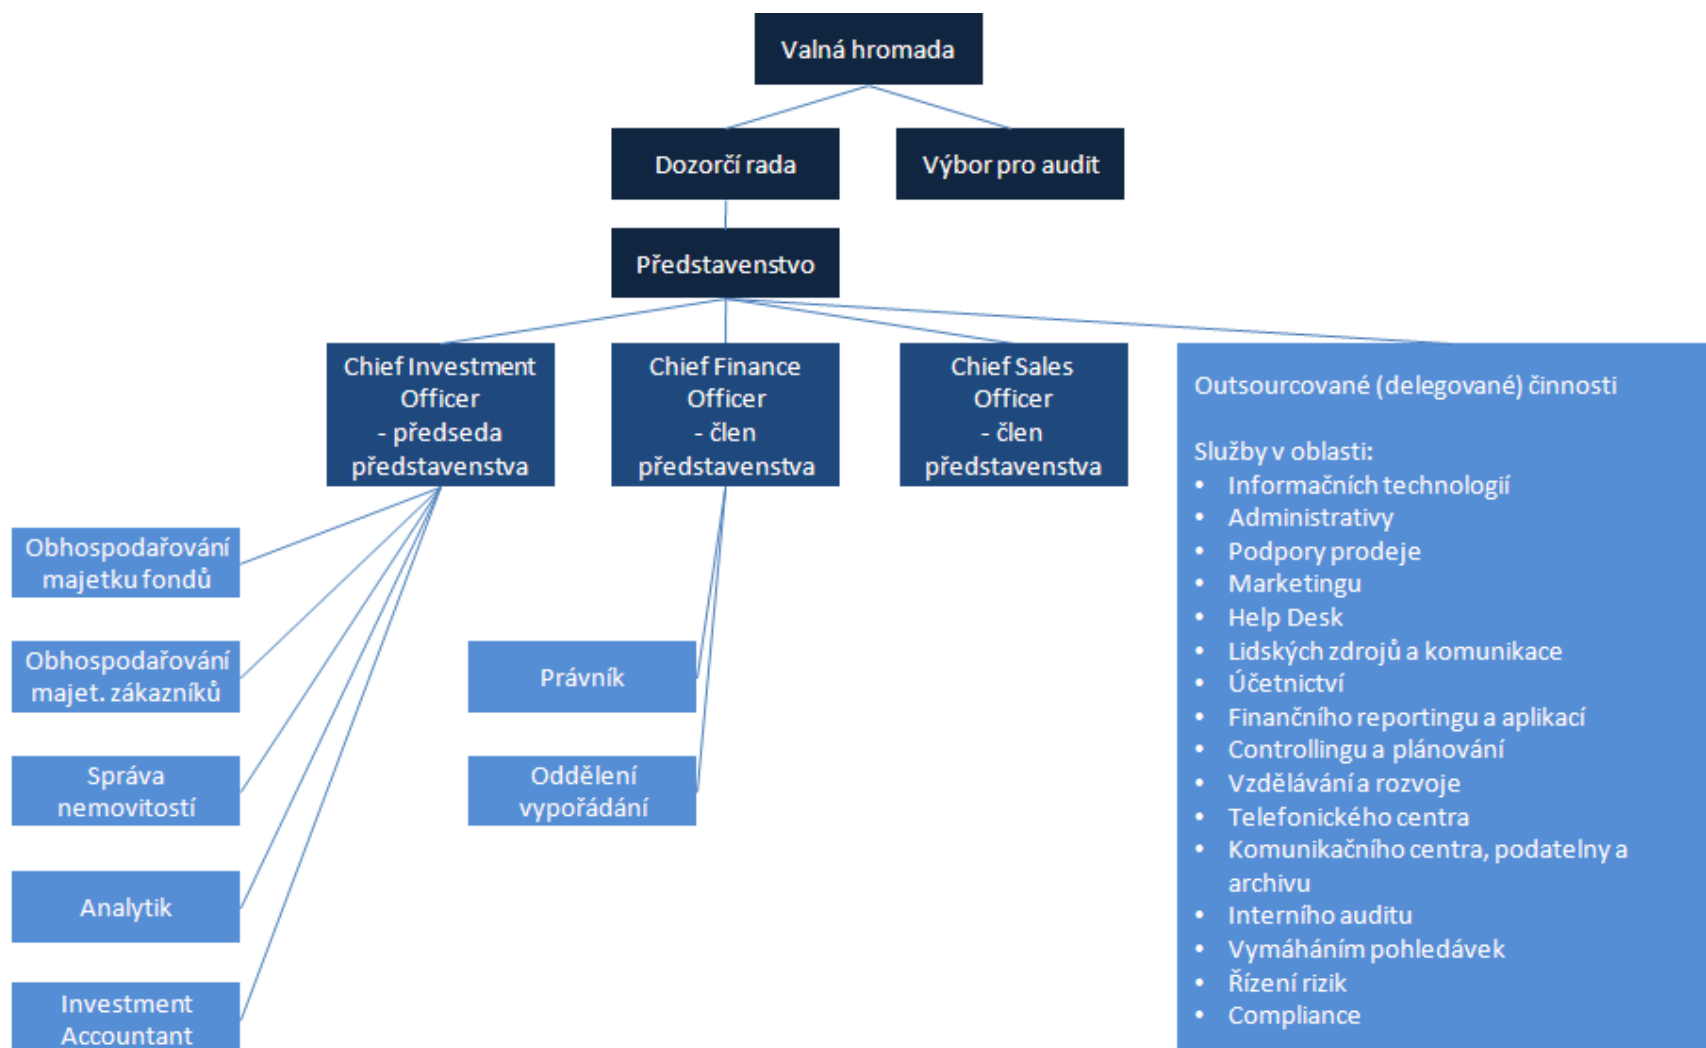 Valná hromada
Dozorčí rada
Výbor pro audit
Představenstvo
Chief Investment
Officer
- předseda
představenstva
Chief Finance
Officer
- člen
představenstva
Chief Sales
Officer
- člen
představenstva
Outsourcované (delegované) činnosti
Služby v oblasti:
• Informačních technologií
• Administrativy
• Podpory prodeje
• Marketingu
• Help Desk
• Lidských zdrojů a komunikace
• Účetnictví
• Finančního reportingu a aplikací
• Controllingu a plánování
• Vzdělávání a rozvoje
• Telefonického centra
• Komunikačního centra, podatelny a
archivu
• Interního auditu
• Vymáháním pohledávek
• Řízení rizik
• Compliance
Obhospodařování
majetku fondů
Obhospodařování
majet. zákazníků
Správa
nemovitostí
Analytik
Investment
Accountant
Právník
Oddělení
vypořádání